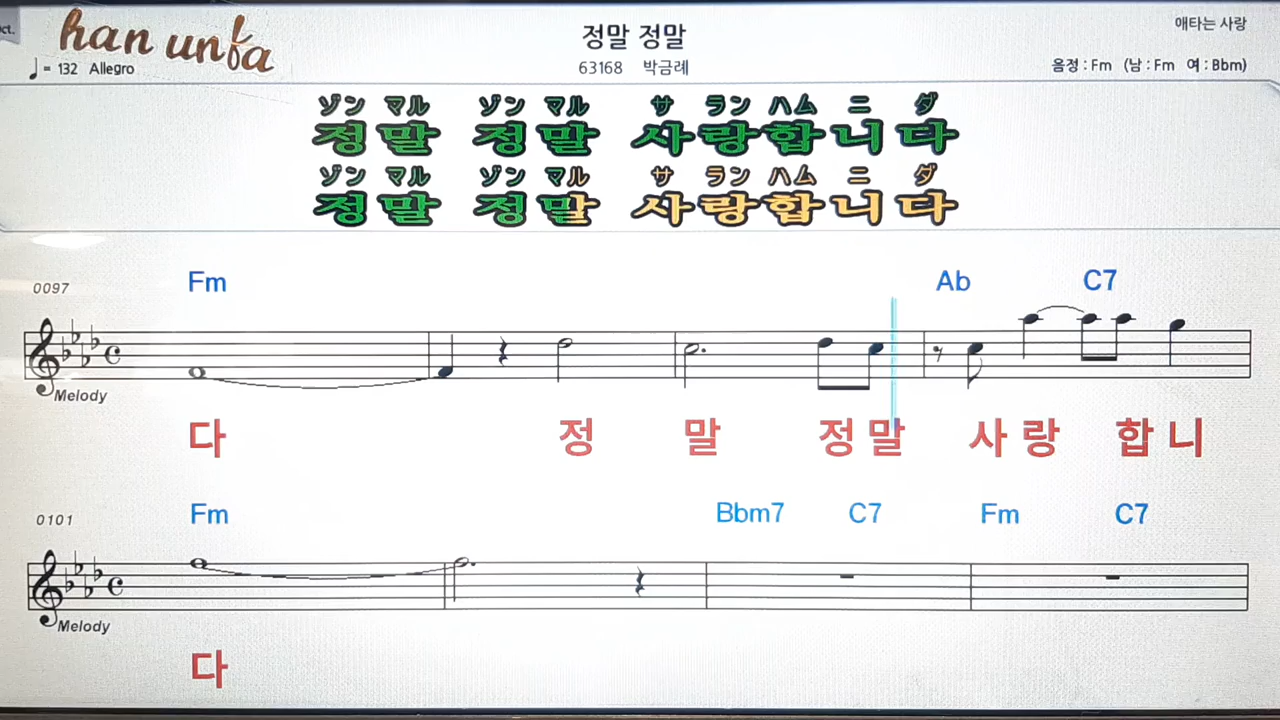 ct.
han unfa
정말 정말
애타는 사랑
♩= 132 Allegro
63168 박금례
음정 : Fm (남 : Fm 여 : Bbm)
ゾン マル ゾン マル サ ラン ハム ニ ダ
정말 정말 사랑합니다
ゾン マル ゾン マル サ ラン ハム ニ ダ
정말 정말 사랑합니다
Fm Ab C7
0097
Melody
다 정 말 정 말 사 랑 합 니
Fm Bbm7 C7 Fm C7
0101
Melody
다